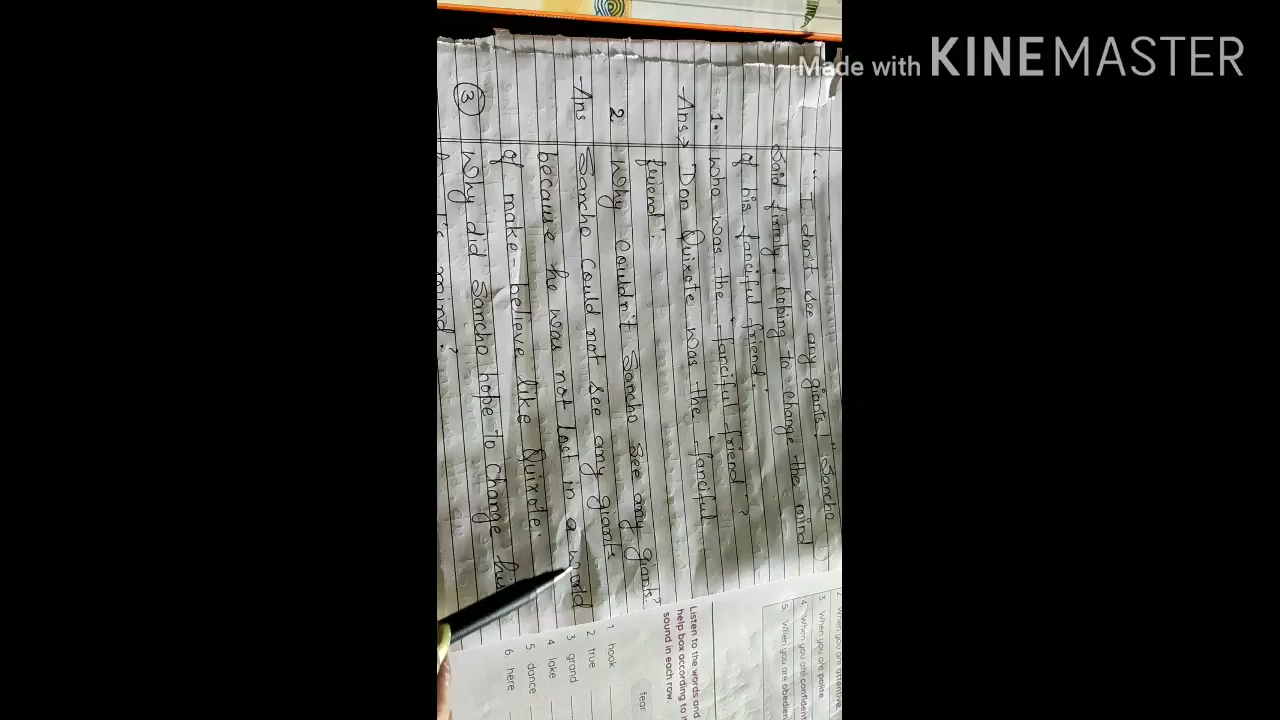 Made with KINEMASTER
"I don't see any giants!" Sancho
Said firmly, hoping to change the mind
of his fanciful friend.
1. Who was the 'fanciful friend'?
Ans→ Don Quixote was the 'fanciful
friend'.
2 Why couldn't Sancho see any giants?
Ans Sancho could not see any giants
because he was not lost in a world
of make-believe like Quixote.
③ Why did Sancho hope to change his
mind?
3. When you are polite.
4. When you are confident
5. When you are obedien
Listen to the words and
help box according to
sound in each row.
fear
1 hook
2 true
3 grand
4 lake
5 dance
6 here